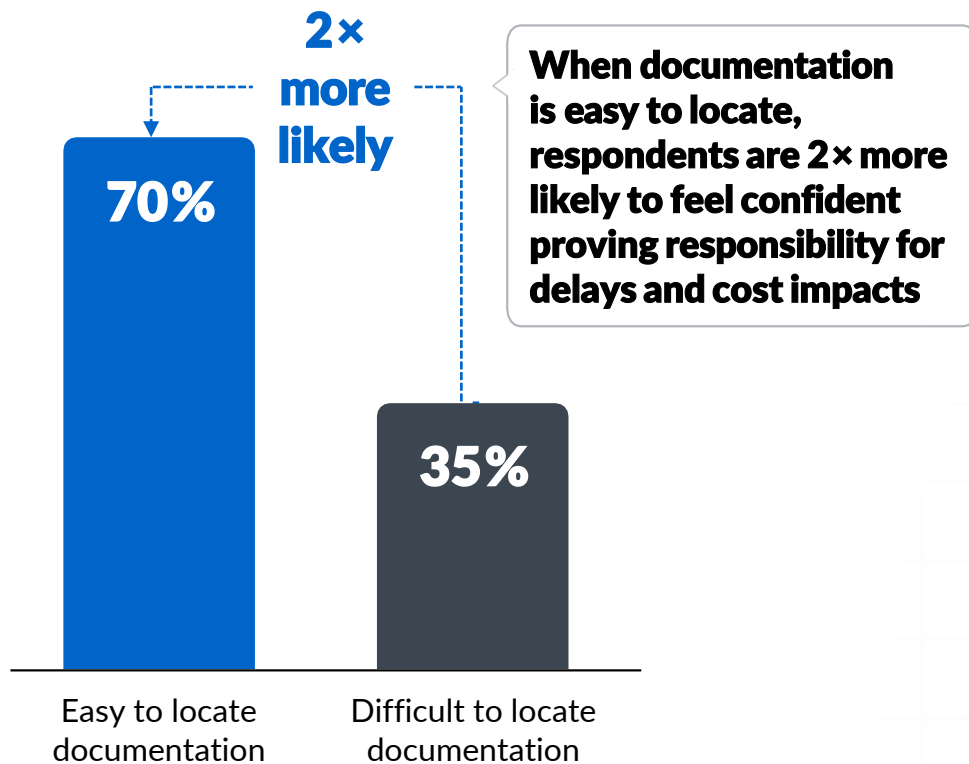 2×
more
likely
When documentation
is easy to locate,
respondents are 2× more
likely to feel confident
proving responsibility for
delays and cost impacts
70%
35%
Easy to locate
documentation
Difficult to locate
documentation